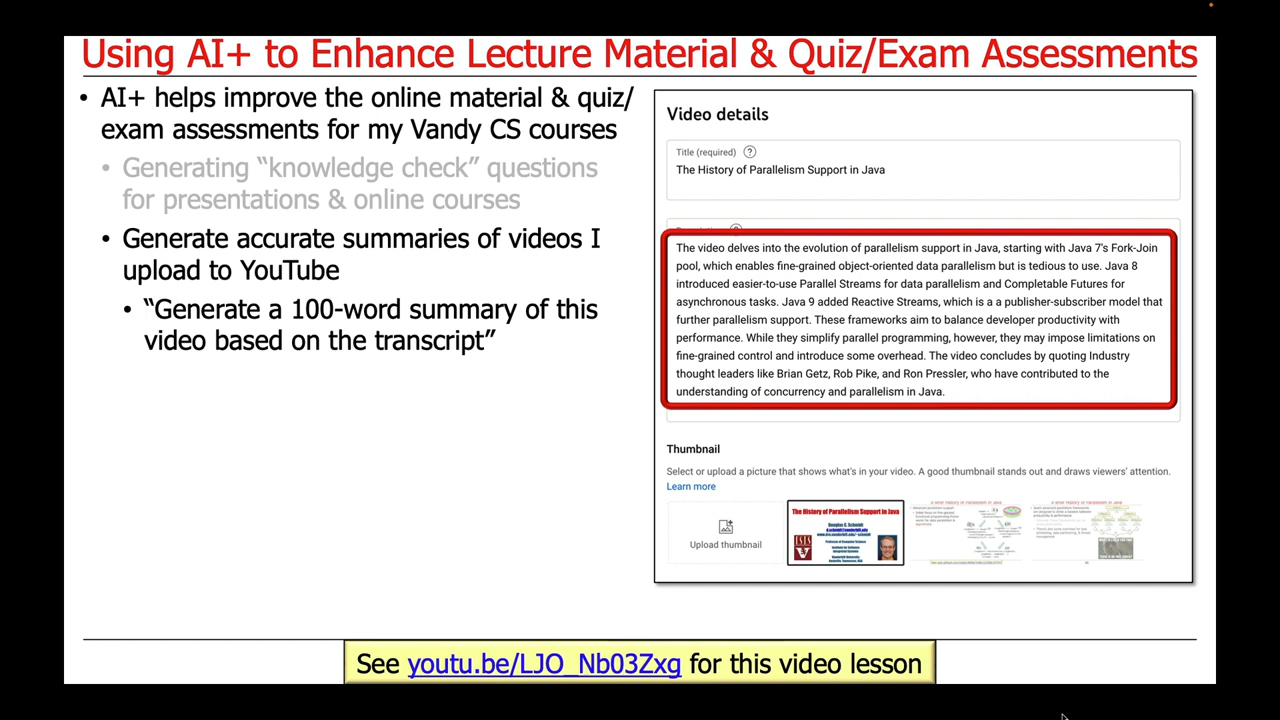 Using AI+ to Enhance Lecture Material & Quiz/Exam Assessments
• AI+ helps improve the online material & quiz/
exam assessments for my Vandy CS courses
• Generating “knowledge check” questions
for presentations & online courses
• Generate accurate summaries of videos I
upload to YouTube
• “Generate a 100-word summary of this
video based on the transcript”
Video details
Title (required) ?
The History of Parallelism Support in Java
The video delves into the evolution of parallelism support in Java, starting with Java 7's Fork-Join
pool, which enables fine-grained object-oriented data parallelism but is tedious to use. Java 8
introduced easier-to-use Parallel Streams for data parallelism and Completable Futures for
asynchronous tasks. Java 9 added Reactive Streams, which is a a publisher-subscriber model that
further parallelism support. These frameworks aim to balance developer productivity with
performance. While they simplify parallel programming, however, they may impose limitations on
fine-grained control and introduce some overhead. The video concludes by quoting Industry
thought leaders like Brian Getz, Rob Pike, and Ron Pressler, who have contributed to the
understanding of concurrency and parallelism in Java.
Thumbnail
Select or upload a picture that shows what's in your video. A good thumbnail stands out and draws viewers' attention.
Learn more
Upload thumbnail
The History of Parallelism Support in Java
Douglas C. Schmidt
See youtu.be/LJO_Nb03Zxg for this video lesson